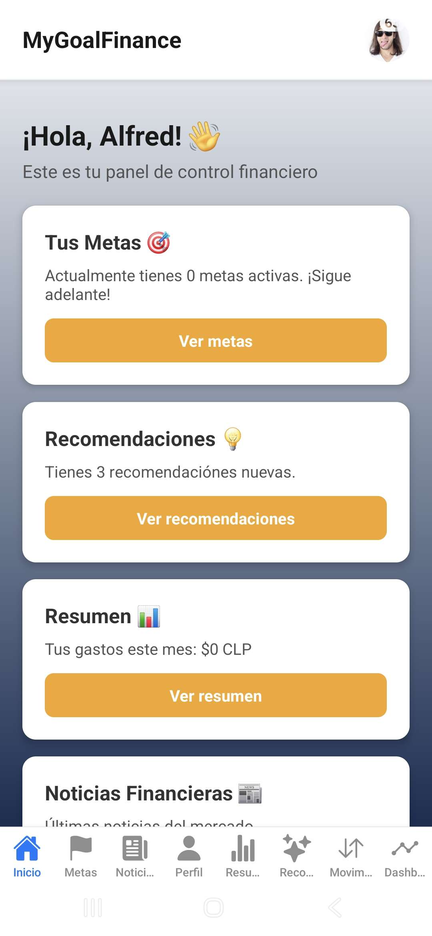 MyGoalFinance
¡Hola, Alfred! 👋
Este es tu panel de control financiero
Tus Metas 🎯
Actualmente tienes 0 metas activas. ¡Sigue
adelante!
Ver metas
Recomendaciones 💡
Tienes 3 recomendaciónes nuevas.
Ver recomendaciones
Resumen 📊
Tus gastos este mes: $0 CLP
Ver resumen
Noticias Financieras 📰
Últimas noticias del mercado
Inicio Metas Notici... Perfil Resu... Reco... Movim... Dashb...